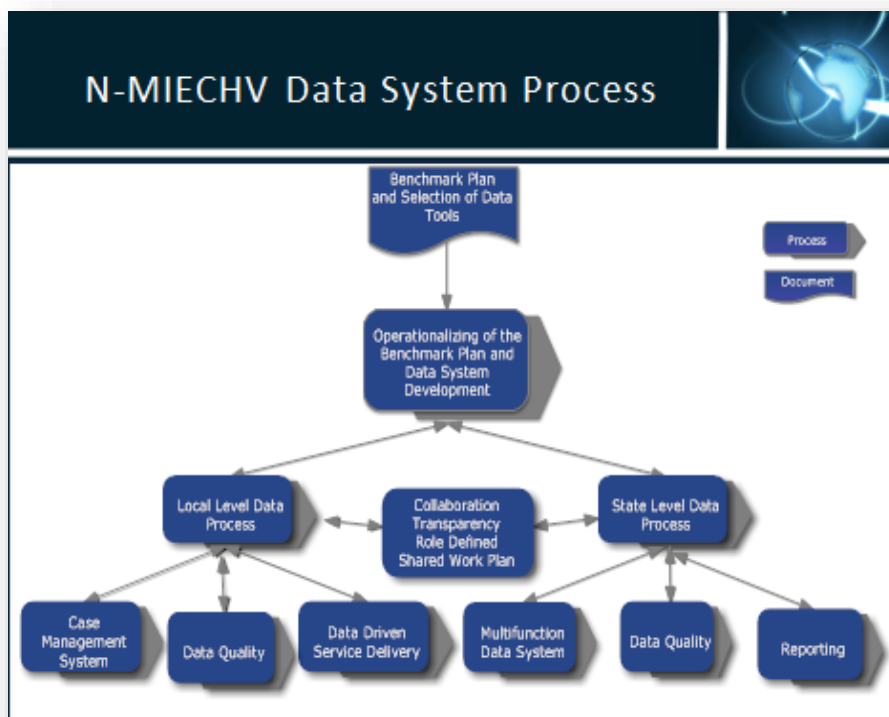 N-MIECHV Data System Process
Benchmark Plan
and Selection of Data
Tools
Process
Document
Operationalizing of the
Benchmark Plan and
Data System
Development
Local Level Data
Process
Collaboration
Transparency
Role Defined
Shared Work Plan
State Level Data
Process
Case
Management
System
Data Quality
Data Driven
Service Delivery
Multifunction
Data System
Data Quality
Reporting